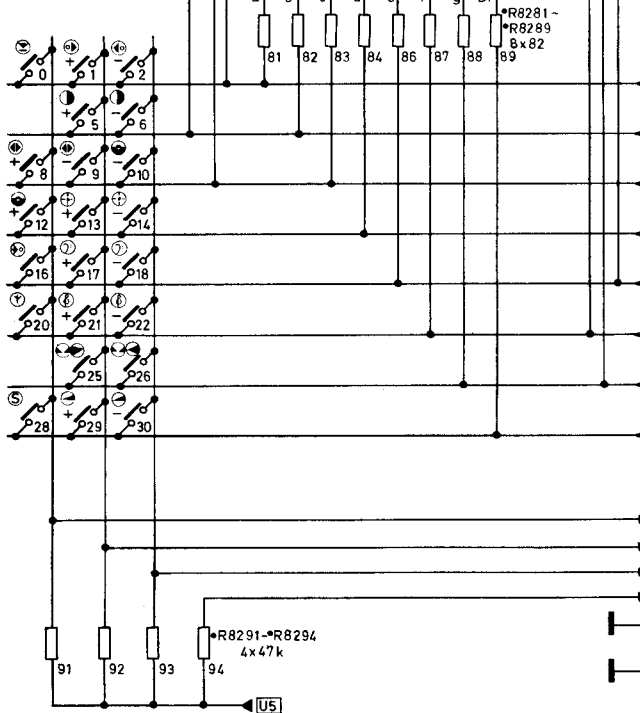 •R8281-
•R8289
8x82
81 82 83 84 86 87 88 89
0 + 1 - 2
+ 5 - 6
+ 8 - 9 - 10
+ 12 + 13 - 14
16 + 17 - 18
20 + 21 - 22
25 26
S 28 + 29 - 30
•R8291-•R8294
4x47k
91 92 93 94
U5